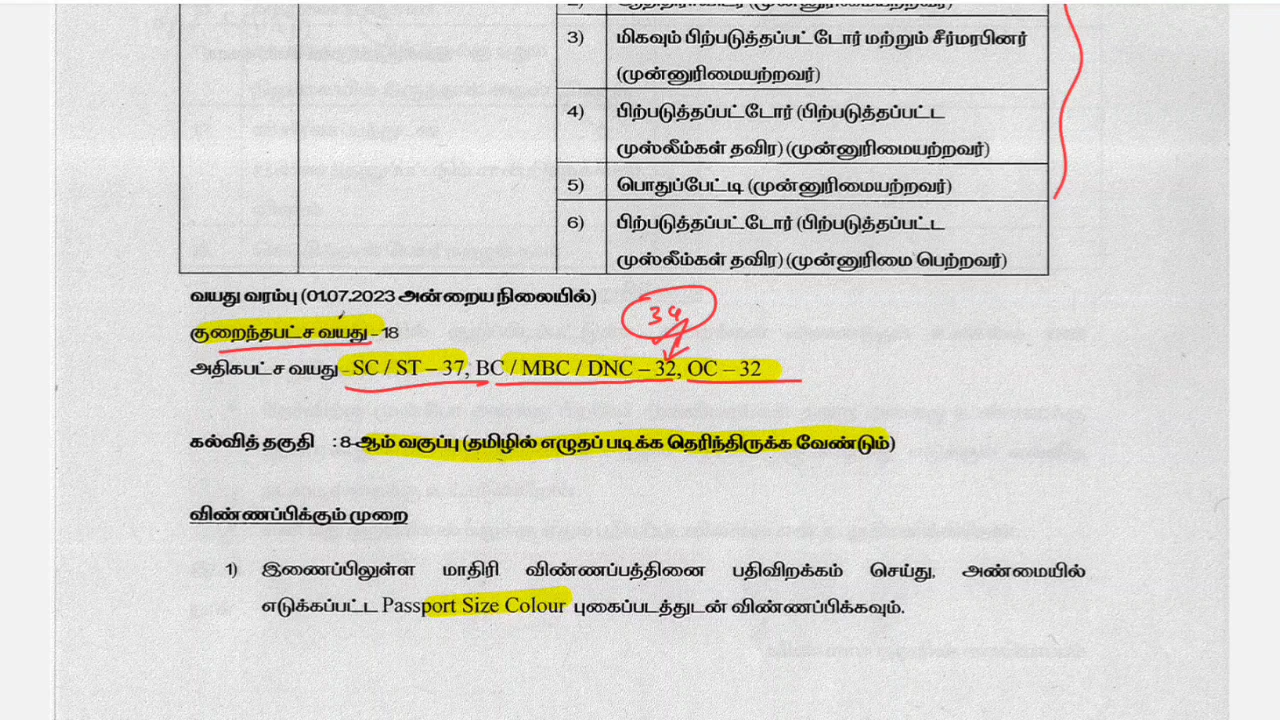 3) மிகவும் பிற்படுத்தப்பட்டோர் மற்றும் சீர்மரபினர்
(முன்னுரிமையற்றவர்)
4) பிற்படுத்தப்பட்டோர் (பிற்படுத்தப்பட்ட
முஸ்லீம்கள் தவிர) (முன்னுரிமையற்றவர்)
5) பொதுப்பேட்டி (முன்னுரிமையற்றவர்)
6) பிற்படுத்தப்பட்டோர் (பிற்படுத்தப்பட்ட
முஸ்லீம்கள் தவிர) (முன்னுரிமை பெற்றவர்)
வயது வரம்பு (01.07.2023 அன்றைய நிலையில்)
34
குறைந்தபட்ச வயது - 18
அதிகபட்ச வயது - SC / ST – 37, BC / MBC / DNC – 32, OC – 32
கல்வித் தகுதி : 8-ஆம் வகுப்பு (தமிழில் எழுதப் படிக்க தெரிந்திருக்க வேண்டும்)
விண்ணப்பிக்கும் முறை
1) இணைப்பிலுள்ள மாதிரி விண்ணப்பத்தினை பதிவிறக்கம் செய்து, அண்மையில்
எடுக்கப்பட்ட Passport Size Colour புகைப்படத்துடன் விண்ணப்பிக்கவும்.